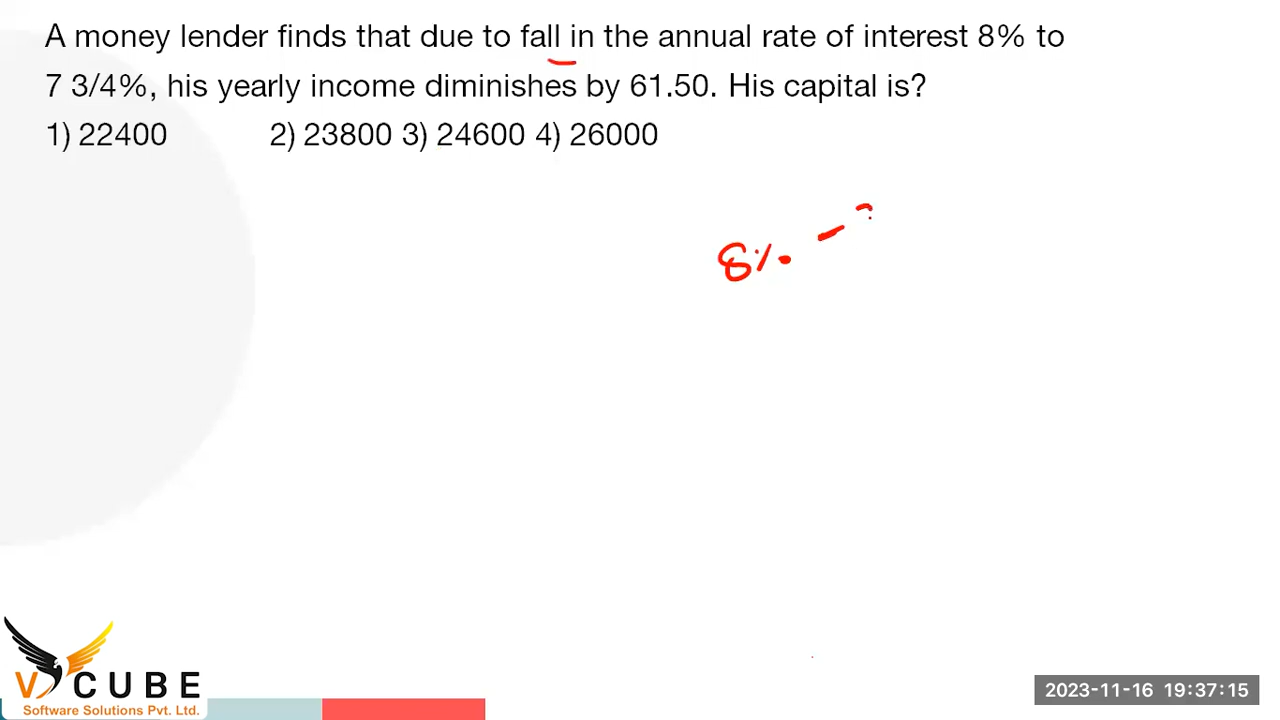 A money lender finds that due to fall in the annual rate of interest 8% to
7 3/4%, his yearly income diminishes by 61.50. His capital is?
1) 22400 2) 23800 3) 24600 4) 26000
8% -
V CUBE
Software Solutions Pvt. Ltd.
2023-11-16 19:37:15